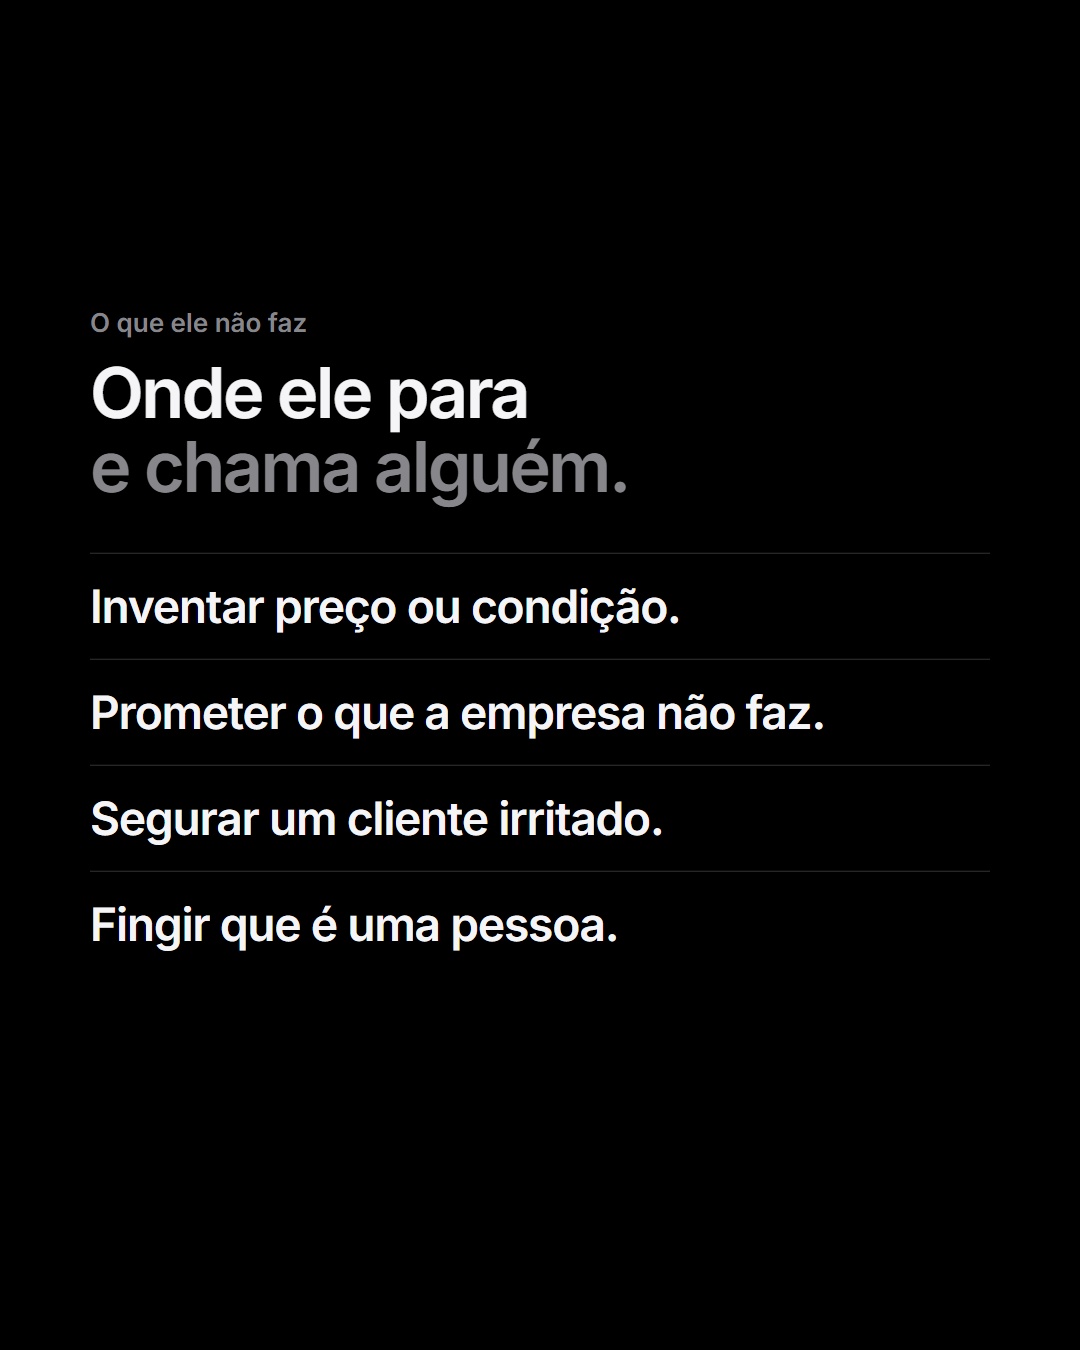 O que ele não faz
Onde ele para
e chama alguém.
Inventar preço ou condição.
Prometer o que a empresa não faz.
Segurar um cliente irritado.
Fingir que é uma pessoa.